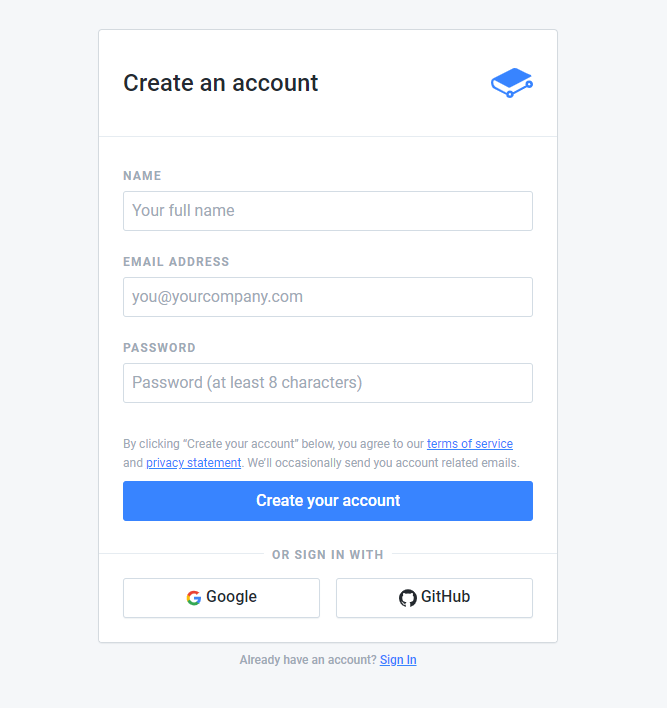 Create an account
NAME
Your full name
EMAIL ADDRESS
you@yourcompany.com
PASSWORD
Password (at least 8 characters)
By clicking “Create your account” below, you agree to our terms of service
and privacy statement. We’ll occasionally send you account related emails.
Create your account
OR SIGN IN WITH
Google
GitHub
Already have an account? Sign In